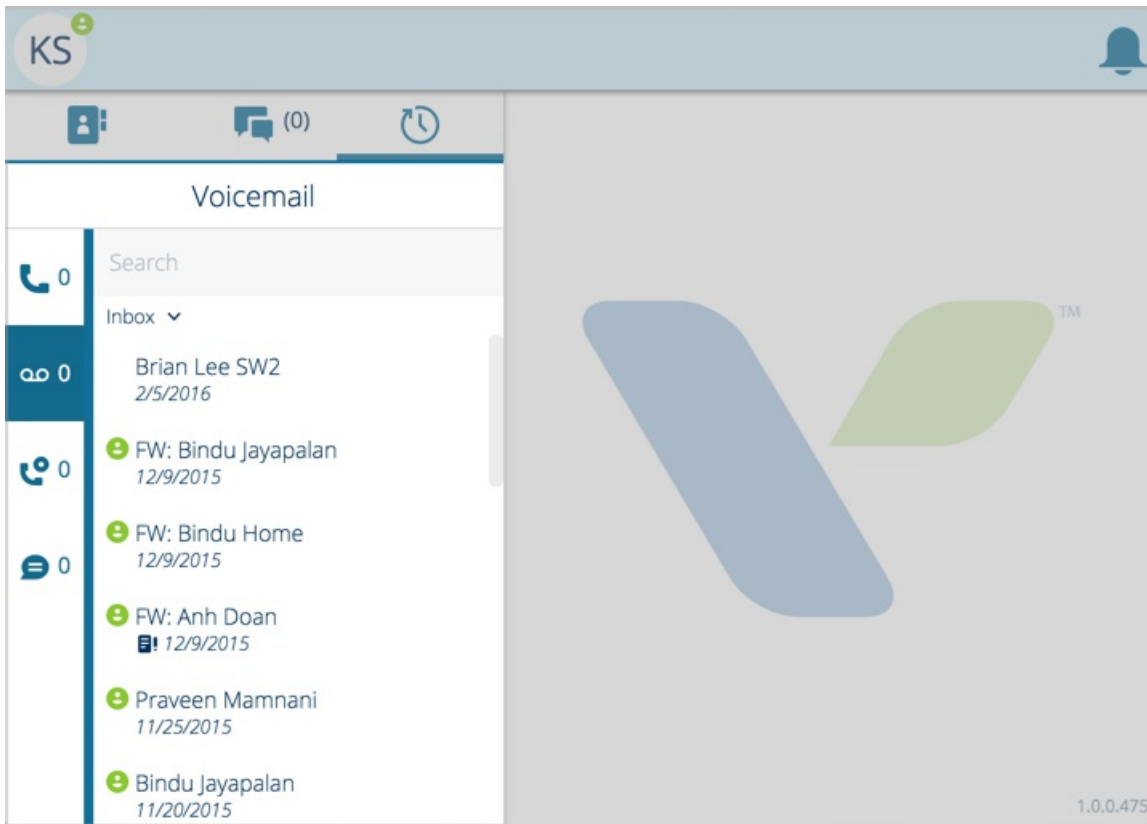 KS
(0)
Voicemail
0
Search
Inbox
0
Brian Lee SW2
2/5/2016
0
FW: Bindu Jayapalan
12/9/2015
FW: Bindu Home
12/9/2015
0
FW: Anh Doan
12/9/2015
Praveen Mamnani
11/25/2015
Bindu Jayapalan
11/20/2015
TM
1.0.0.475